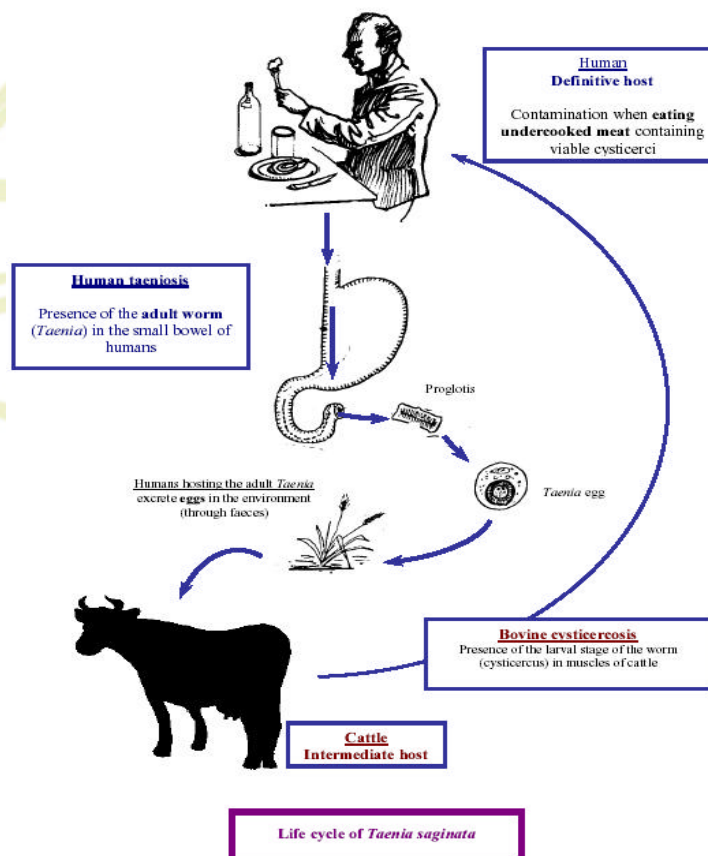 Human
Definitive host
Contamination when eating
undercooked meat containing
viable cysticerci
Human taeniosis
Presence of the adult worm
(Taenia) in the small bowel of
humans
Proglotis
Taenia egg
Humans hosting the adult Taenia
excrete eggs in the environment
(through faeces)
Bovine cysticercosis
Presence of the larval stage of the worm
(cysticercus) in muscles of cattle
Cattle
Intermediate host
Life cycle of Taenia saginata